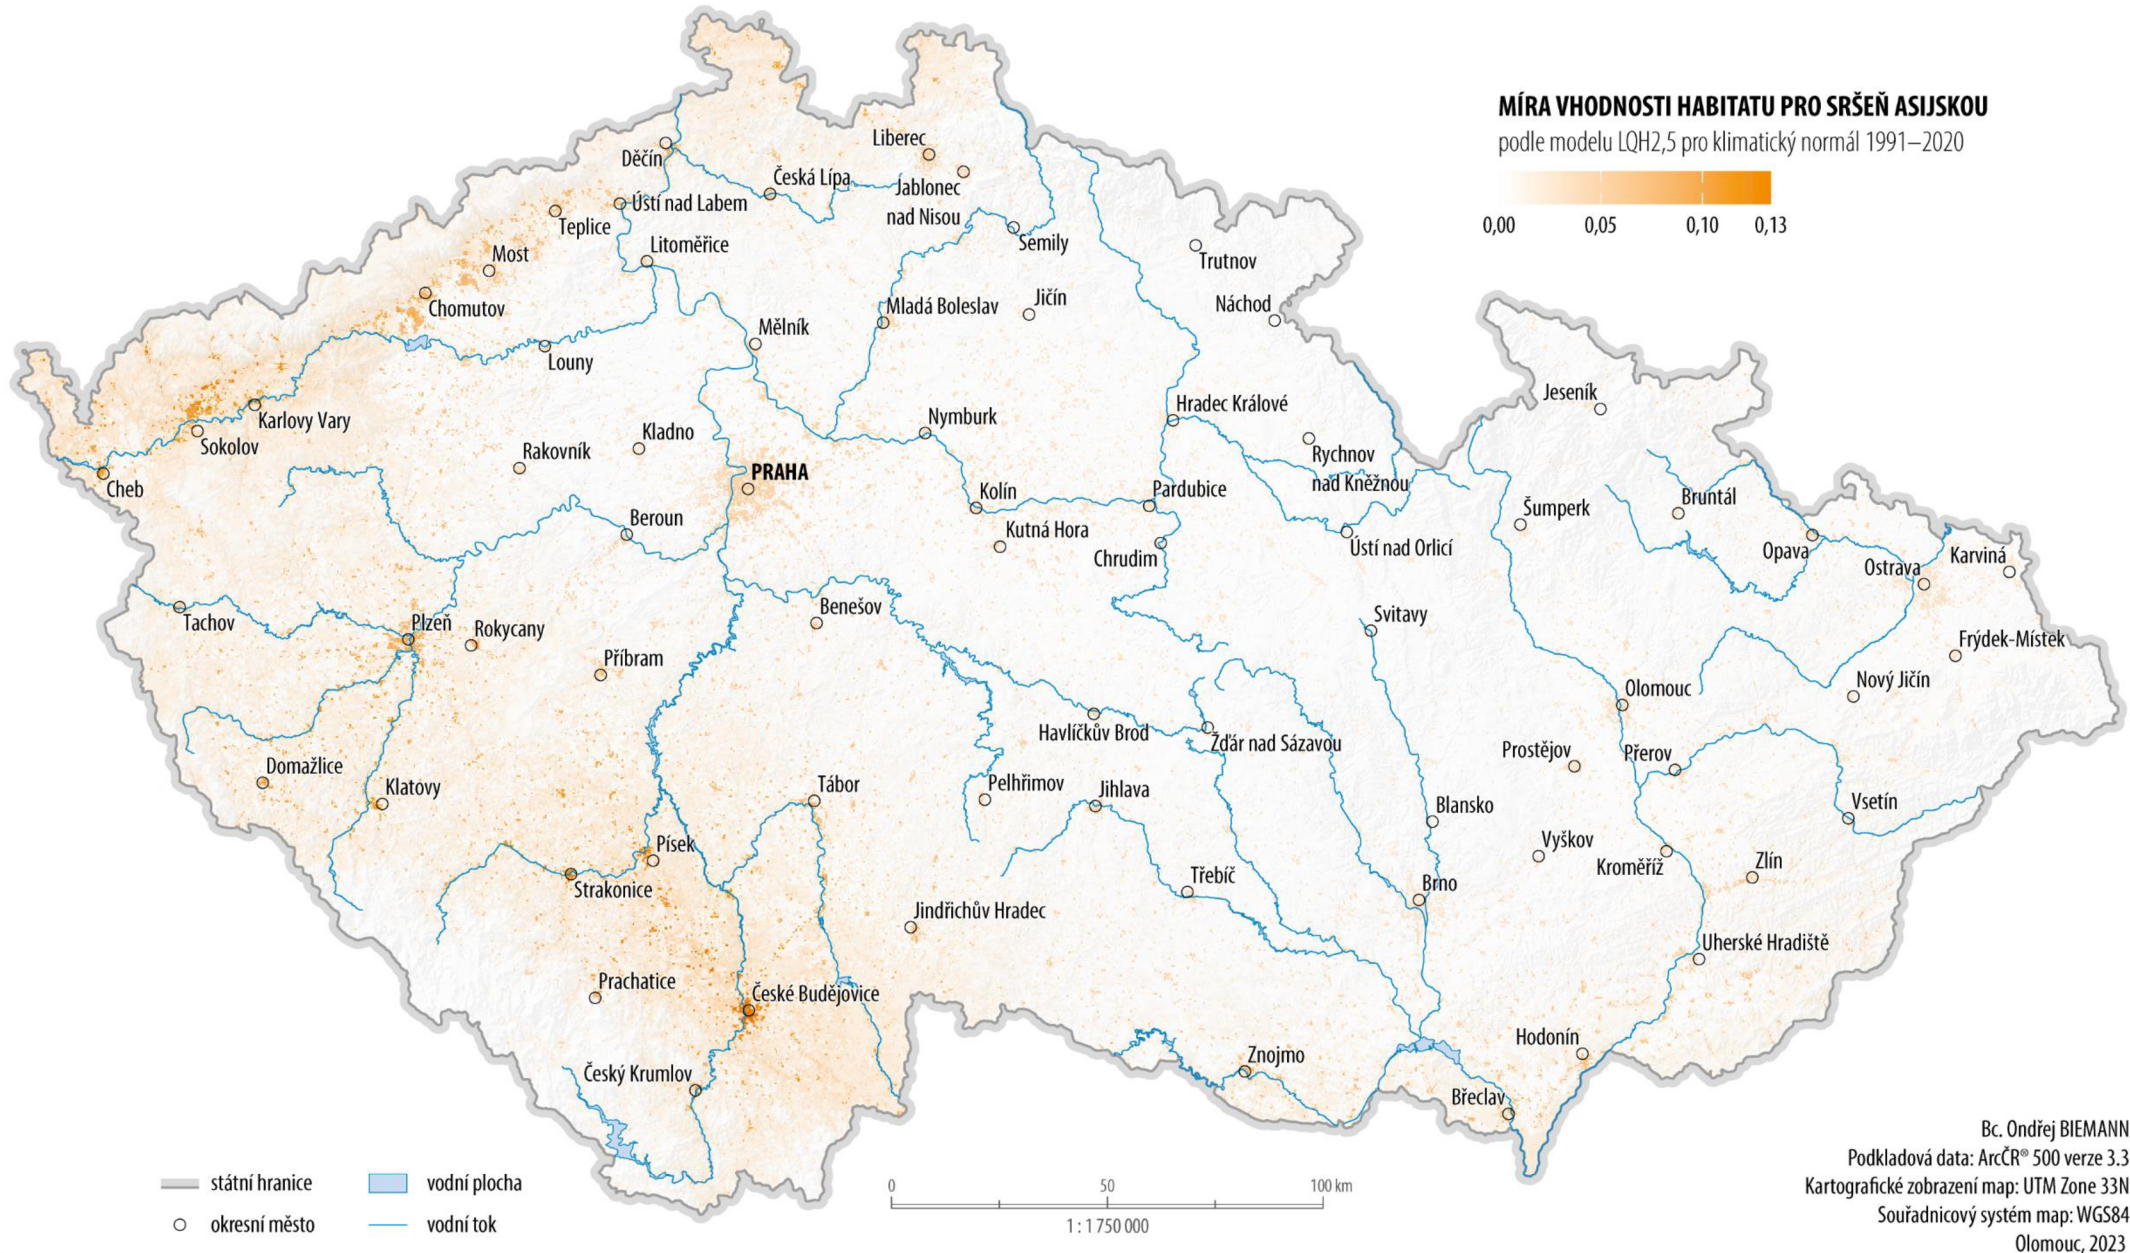 MÍRA VHODNOSTI HABITATU PRO SRŠEŇ ASIJSKOU
podle modelu LQH2,5 pro klimatický normál 1991–2020
0,00 0,05 0,10 0,13
Liberec
Děčín
Česká Lípa
Jablonec
nad Nisou
Ústí nad Labem
Teplice
Semily
Litoměřice
Most
Trutnov
Chomutov
Mladá Boleslav
Jičín
Náchod
Mělník
Louny
Jeseník
Karlovy Vary
Hradec Králové
Nymburk
Sokolov
Kladno
Rakovník
Rychnov
nad Kněžnou
PRAHA
Cheb
Kolín
Pardubice
Bruntál
Šumperk
Beroun
Kutná Hora
Chrudim
Ústí nad Orlicí
Opava
Karviná
Ostrava
Benešov
Svitavy
Tachov
Plzeň
Rokycany
Frýdek-Místek
Příbram
Nový Jičín
Olomouc
Havlíčkův Brod
Žďár nad Sázavou
Prostějov
Přerov
Domažlice
Klatovy
Tábor
Pelhřimov
Jihlava
Blansko
Vsetín
Písek
Vyškov
Kroměříž
Zlín
Strakonice
Třebíč
Brno
Jindřichův Hradec
Uherské Hradiště
Prachatice
České Budějovice
Hodonín
Znojmo
Český Krumlov
Břeclav
státní hranice
vodní plocha
okresní město
vodní tok
0 50 100 km
1 : 1 750 000
Bc. Ondřej BIEMANN
Podkladová data: ArcČR® 500 verze 3.3
Kartografické zobrazení map: UTM Zone 33N
Souřadnicový systém map: WGS84
Olomouc, 2023